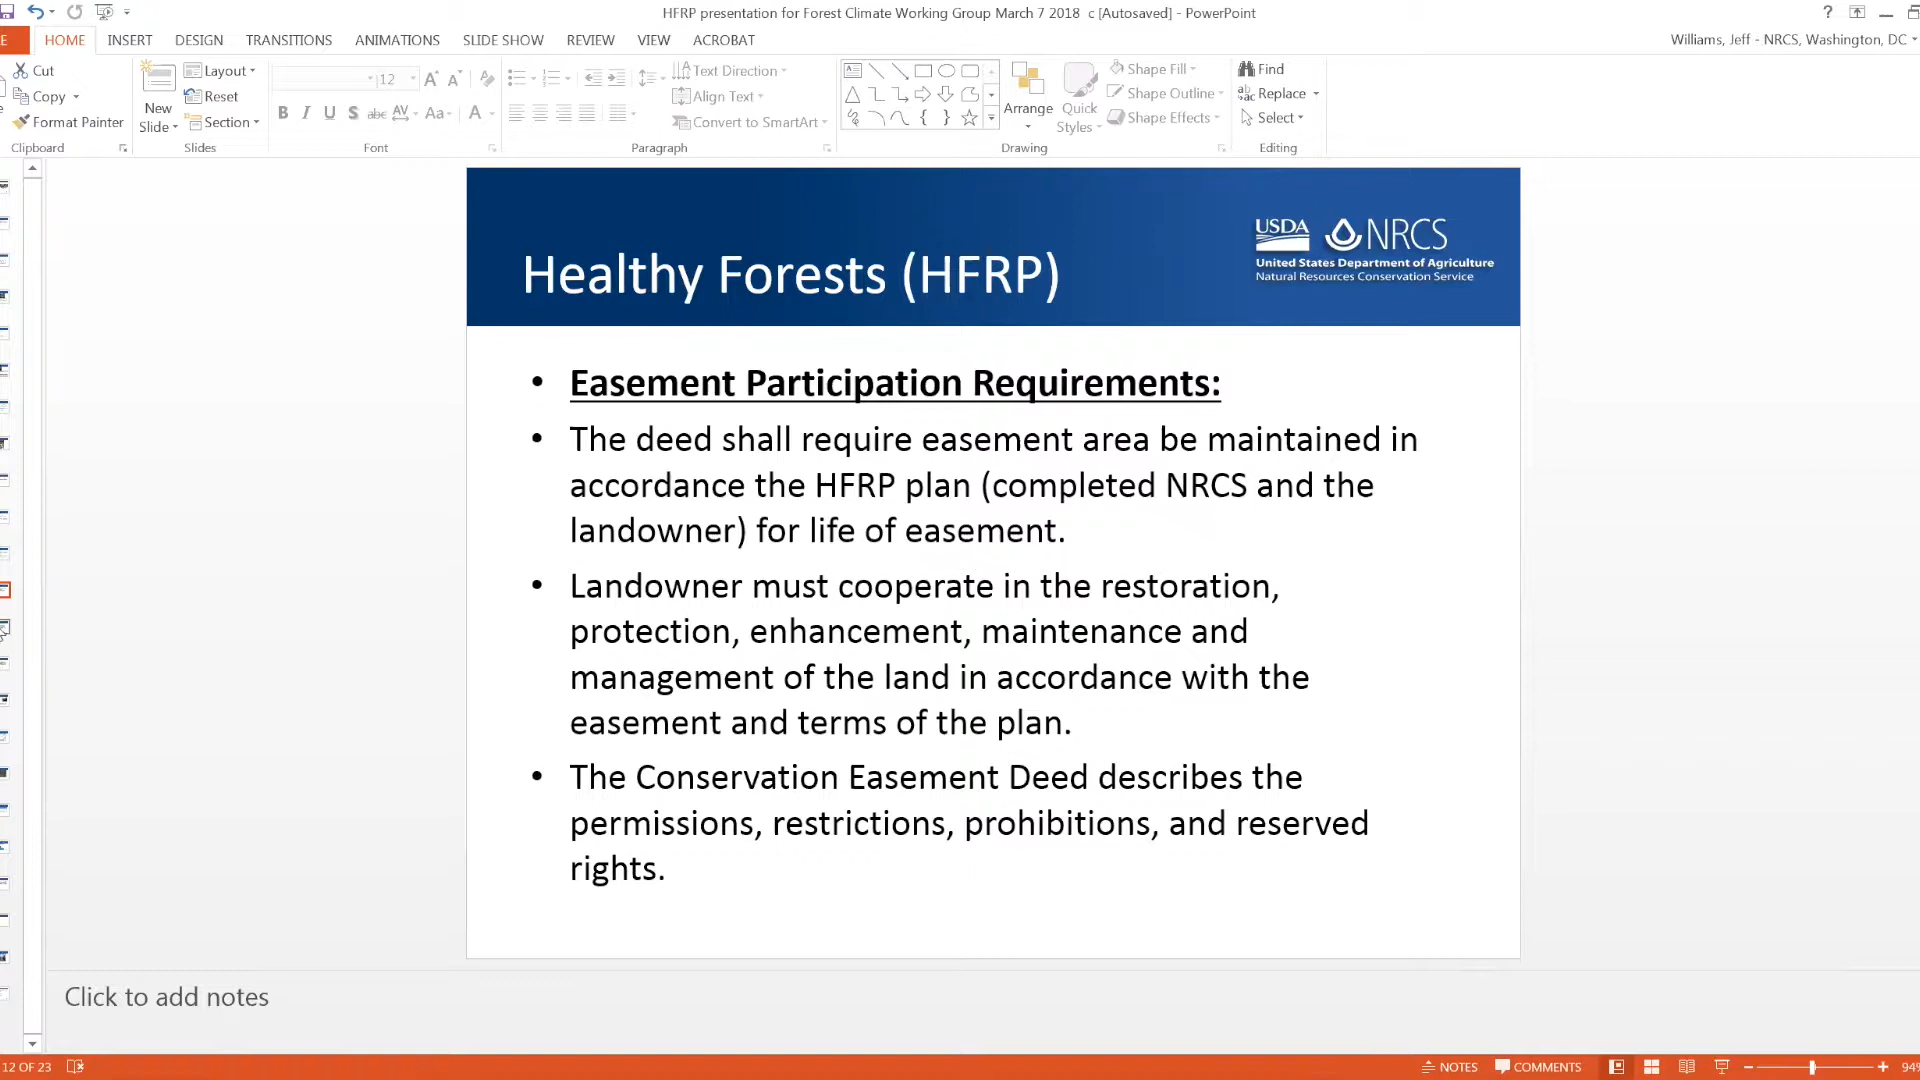 HFRP presentation for Forest Climate Working Group March 7 2018 c [Autosaved] - PowerPoint
HOME INSERT DESIGN TRANSITIONS ANIMATIONS SLIDE SHOW REVIEW VIEW ACROBAT
Williams, Jeff - NRCS, Washington, DC
Cut
Copy
Format Painter
Clipboard
New
Slide
Layout
Reset
Section
Slides
12
B I U S abc AV Aa A
Font
Text Direction
Align Text
Convert to SmartArt
Paragraph
Arrange
Quick
Styles
Shape Fill
Shape Outline
Shape Effects
Drawing
Find
Replace
Select
Editing
Healthy Forests (HFRP)
USDA NRCS
United States Department of Agriculture
Natural Resources Conservation Service
• Easement Participation Requirements:
• The deed shall require easement area be maintained in
accordance the HFRP plan (completed NRCS and the
landowner) for life of easement.
• Landowner must cooperate in the restoration,
protection, enhancement, maintenance and
management of the land in accordance with the
easement and terms of the plan.
• The Conservation Easement Deed describes the
permissions, restrictions, prohibitions, and reserved
rights.
Click to add notes
12 OF 23
NOTES COMMENTS 94%